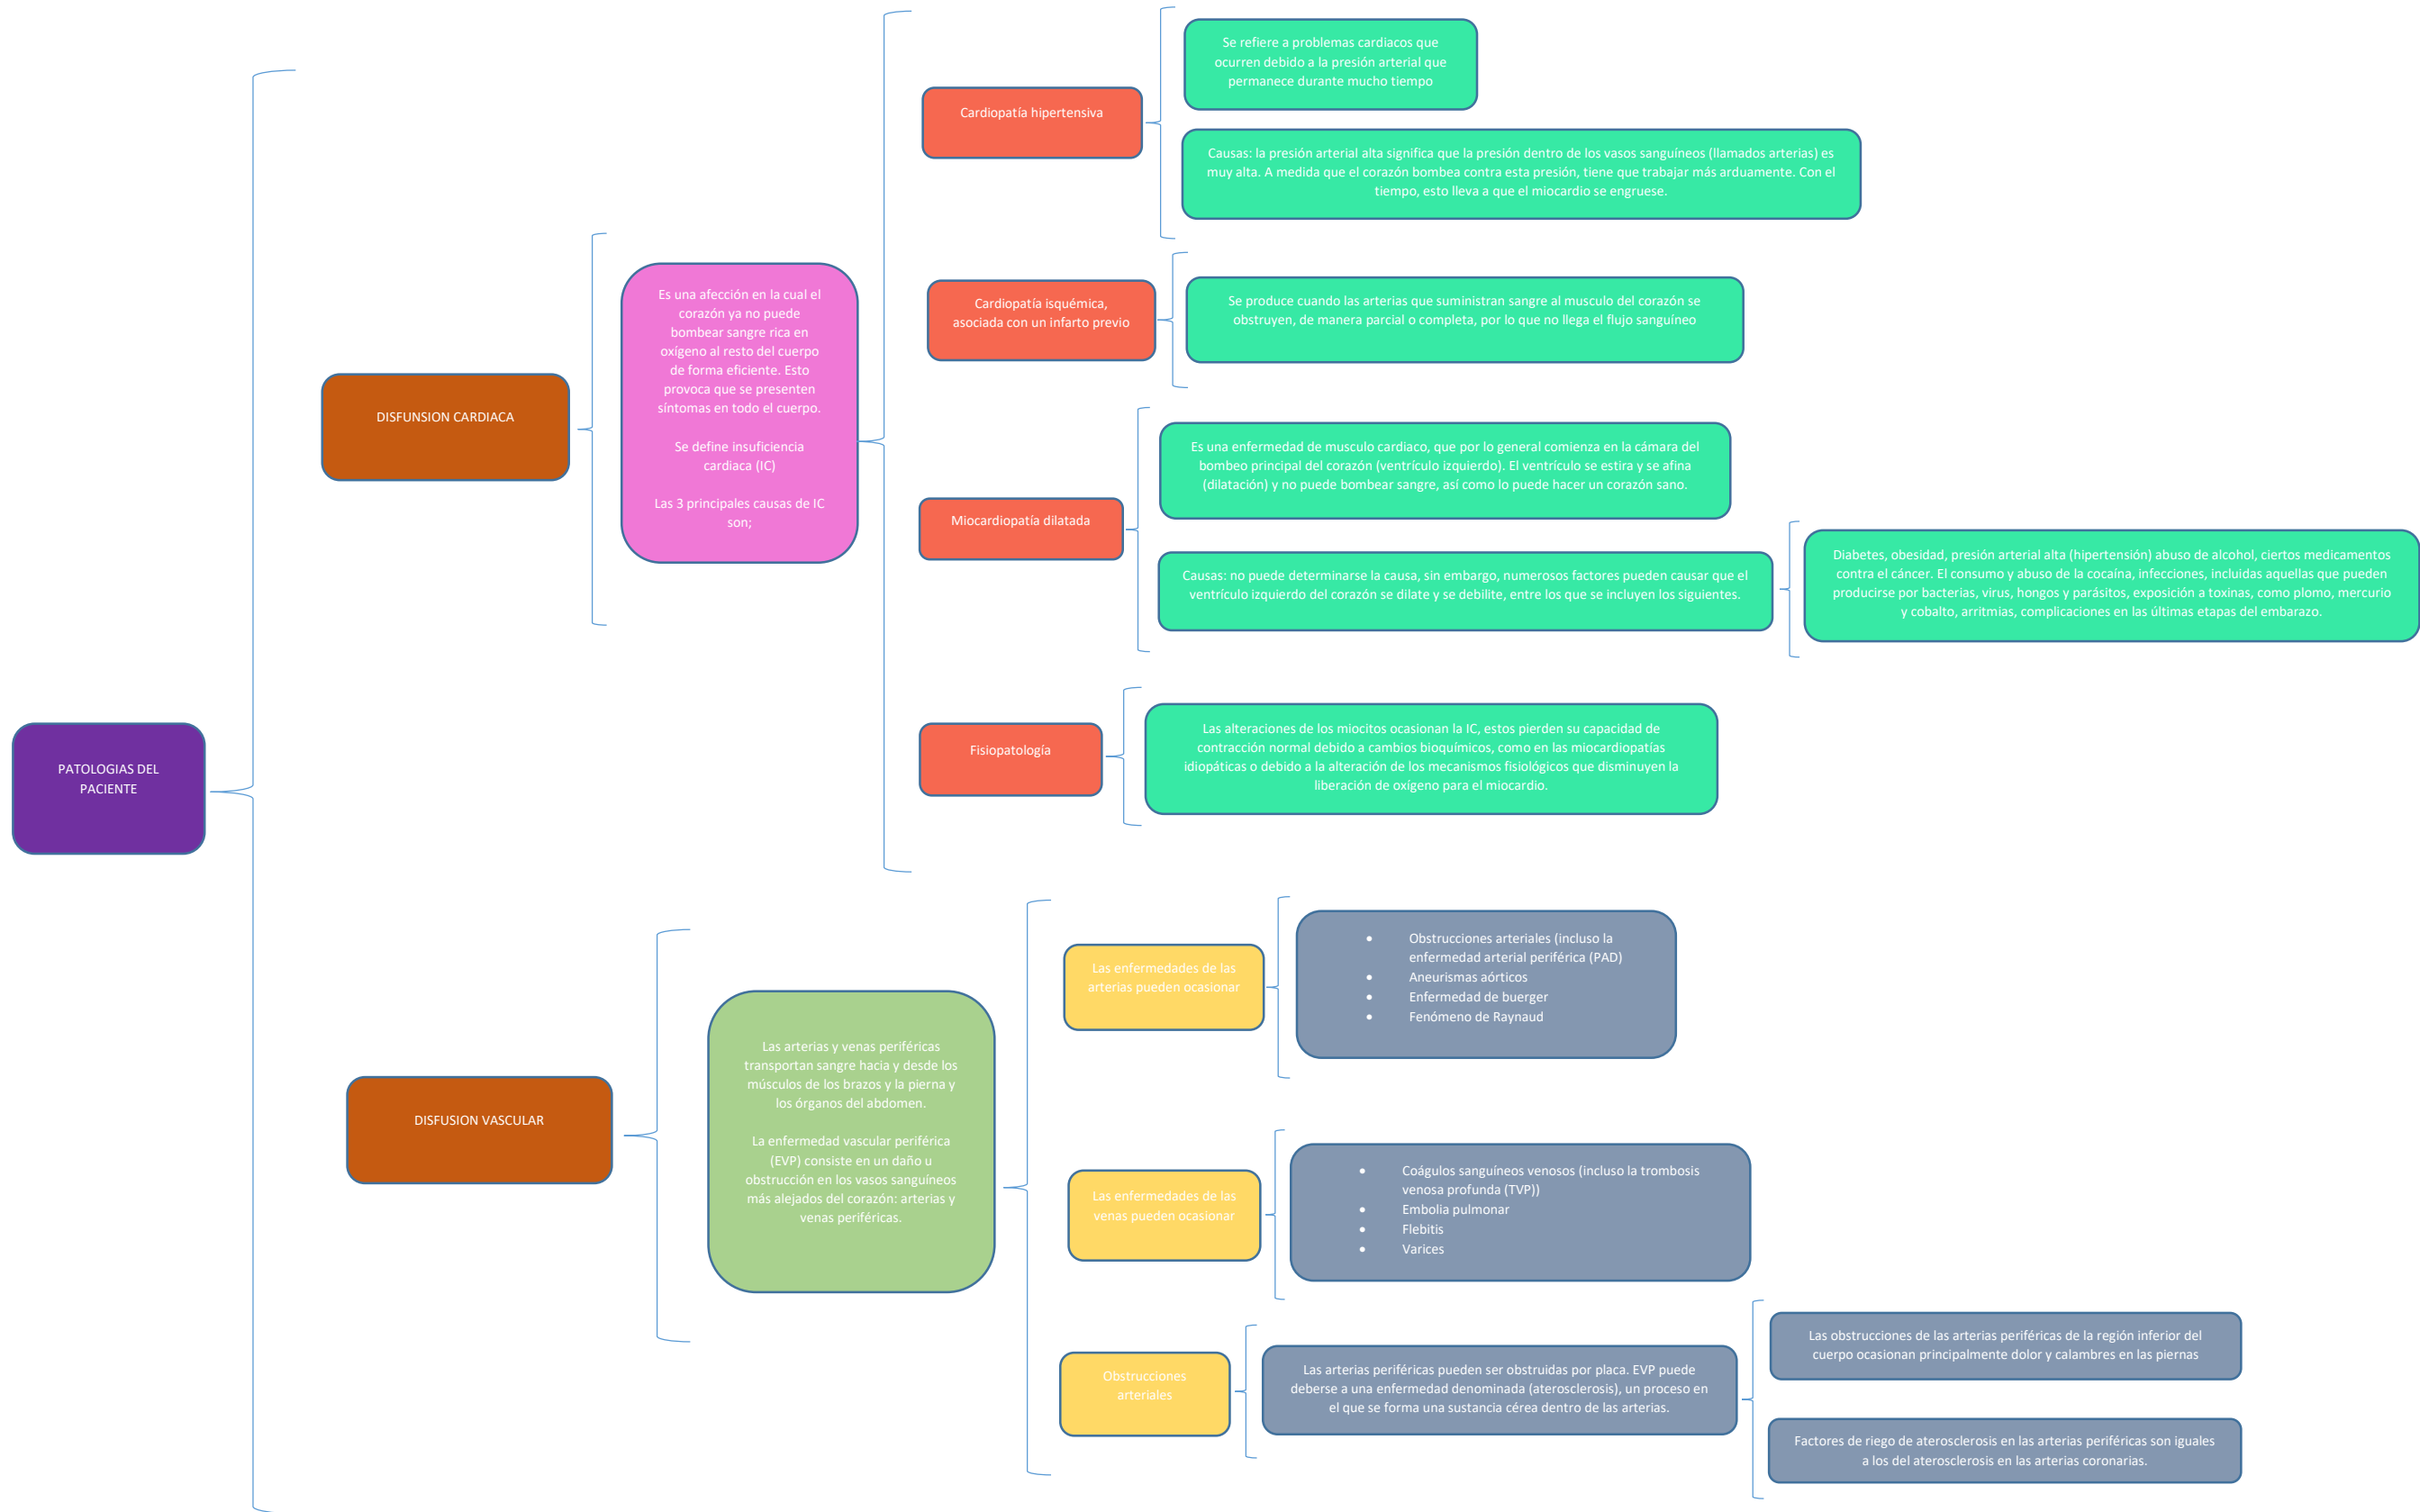 PATOLOGIAS DEL
PACIENTE
DISFUNSION CARDIACA
Es una afección en la cual el
corazón ya no puede
bombear sangre rica en
oxígeno al resto del cuerpo
de forma eficiente. Esto
provoca que se presenten
síntomas en todo el cuerpo.
Se define insuficiencia
cardiaca (IC)
Las 3 principales causas de IC
son;
Cardiopatía hipertensiva
Se refiere a problemas cardiacos que
ocurren debido a la presión arterial que
permanece durante mucho tiempo
Causas: la presión arterial alta significa que la presión dentro de los vasos sanguíneos (llamados arterias) es
muy alta. A medida que el corazón bombea contra esta presión, tiene que trabajar más arduamente. Con el
tiempo, esto lleva a que el miocardio se engruese.
Cardiopatía isquémica,
asociada con un infarto previo
Se produce cuando las arterias que suministran sangre al musculo del corazón se
obstruyen, de manera parcial o completa, por lo que no llega el flujo sanguíneo
Miocardiopatía dilatada
Es una enfermedad de musculo cardiaco, que por lo general comienza en la cámara del
bombeo principal del corazón (ventrículo izquierdo). El ventrículo se estira y se afina
(dilatación) y no puede bombear sangre, así como lo puede hacer un corazón sano.
Causas: no puede determinarse la causa, sin embargo, numerosos factores pueden causar que el
ventrículo izquierdo del corazón se dilate y se debilite, entre los que se incluyen los siguientes.
Diabetes, obesidad, presión arterial alta (hipertensión) abuso de alcohol, ciertos medicamentos
contra el cáncer. El consumo y abuso de la cocaína, infecciones, incluidas aquellas que pueden
producirse por bacterias, virus, hongos y parásitos, exposición a toxinas, como plomo, mercurio
y cobalto, arritmias, complicaciones en las últimas etapas del embarazo.
Fisiopatología
Las alteraciones de los miocitos ocasionan la IC, estos pierden su capacidad de
contracción normal debido a cambios bioquímicos, como en las miocardiopatías
idiopáticas o debido a la alteración de los mecanismos fisiológicos que disminuyen la
liberación de oxígeno para el miocardio.
DISFUSION VASCULAR
Las arterias y venas periféricas
transportan sangre hacia y desde los
músculos de los brazos y la pierna y
los órganos del abdomen.
La enfermedad vascular periférica
(EVP) consiste en un daño u
obstrucción en los vasos sanguíneos
más alejados del corazón: arterias y
venas periféricas.
Las enfermedades de las
arterias pueden ocasionar
• Obstrucciones arteriales (incluso la
enfermedad arterial periférica (PAD)
• Aneurismas aórticos
• Enfermedad de buerger
• Fenómeno de Raynaud
Las enfermedades de las
venas pueden ocasionar
• Coágulos sanguíneos venosos (incluso la trombosis
venosa profunda (TVP))
• Embolia pulmonar
• Flebitis
• Varices
Obstrucciones
arteriales
Las arterias periféricas pueden ser obstruidas por placa. EVP puede
deberse a una enfermedad denominada (aterosclerosis), un proceso en
el que se forma una sustancia cérea dentro de las arterias.
Las obstrucciones de las arterias periféricas de la región inferior del
cuerpo ocasionan principalmente dolor y calambres en las piernas
Factores de riego de aterosclerosis en las arterias periféricas son iguales
a los del aterosclerosis en las arterias coronarias.